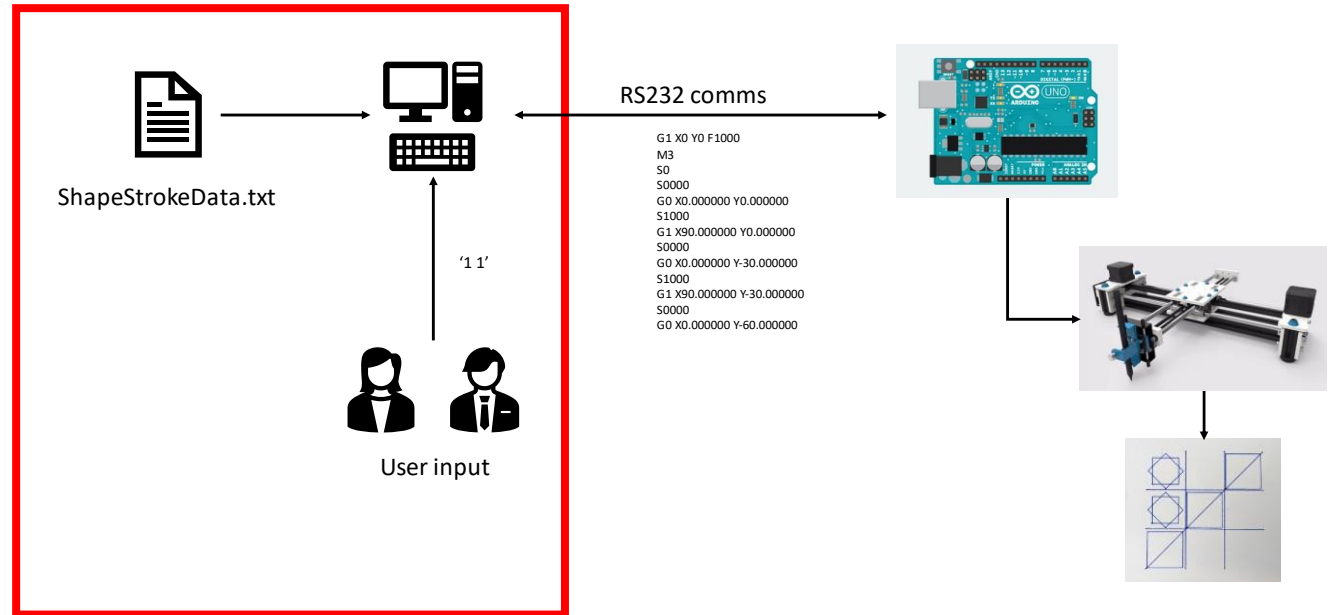 ShapeStrokeData.txt
'1 1'
User input
RS232 comms
G1 X0 Y0 F1000
M3
S0
S0000
G0 X0.000000 Y0.000000
S1000
G1 X90.000000 Y0.000000
S0000
G0 X0.000000 Y-30.000000
S1000
G1 X90.000000 Y-30.000000
S0000
G0 X0.000000 Y-60.000000
UNO
ARDUINO